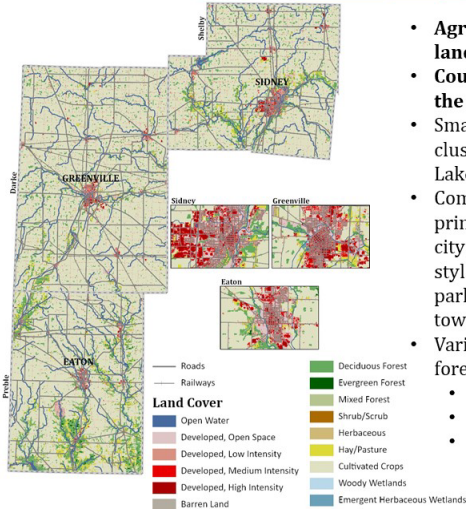 Shelby
SIDNEY
GREENVILLE
Darke
Sidney
Greenville
Eaton
EATON
Preble
Roads
Railways
Land Cover
Open Water
Developed, Open Space
Developed, Low Intensity
Developed, Medium Intensity
Developed, High Intensity
Barren Land
Deciduous Forest
Evergreen Forest
Mixed Forest
Shrub/Scrub
Herbaceous
Hay/Pasture
Cultivated Crops
Woody Wetlands
Emergent Herbaceous Wetlands
• Agr
land
• Cou
the
• Sma
clus
Lake
• Com
prin
city
styl
park
tow
• Vari
fore
•
•
•